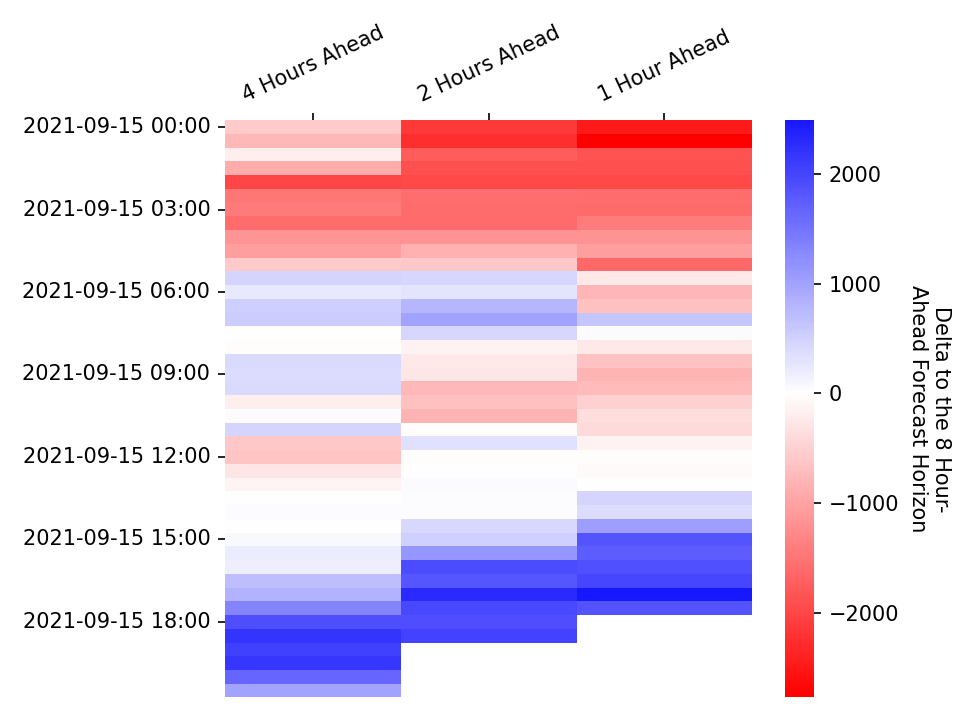 4 Hours Ahead
2 Hours Ahead
1 Hour Ahead
2021-09-15 00:00
2021-09-15 03:00
2021-09-15 06:00
2021-09-15 09:00
2021-09-15 12:00
2021-09-15 15:00
2021-09-15 18:00
2000
1000
0
−1000
−2000
Delta to the 8 Hour-
Ahead Forecast Horizon